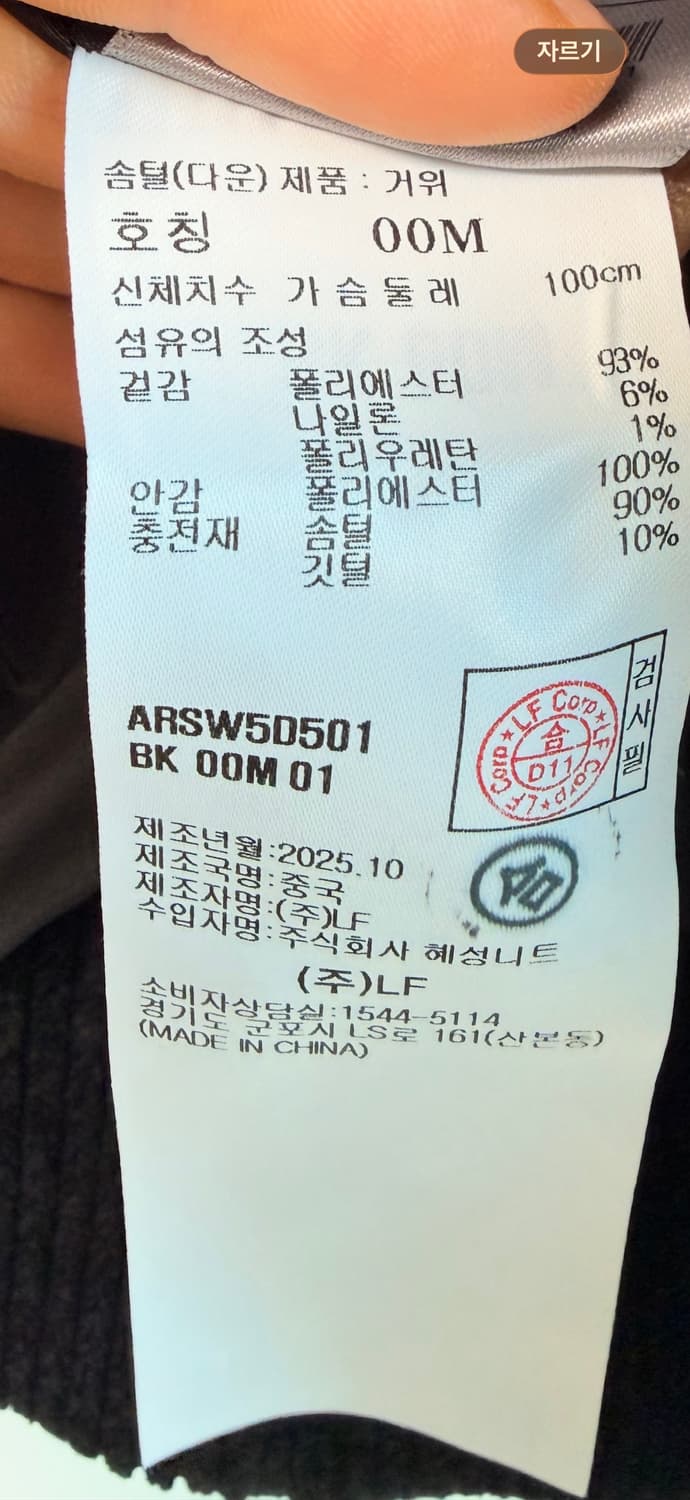 자르기
솜털(다운) 제품 : 거위
호칭 00M
신체치수 가슴둘레 100cm
섬유의 조성
겉감 폴리에스터 93%
나일론 6%
폴리우레탄 1%
안감 폴리에스터 100%
충전재 솜털 90%
깃털 10%
검사필
LF Corp★LF Corp★LF Corp★
合
D11
ARSW5D501
BK 00M 01
제조년월:2025.10
제조국명:중국
제조자명:(주)LF
수입자명:주식회사 혜성니트
(주)LF
소비자상담실:1544-5114
경기도 군포시 LS로 161(산본동)
(MADE IN CHINA)